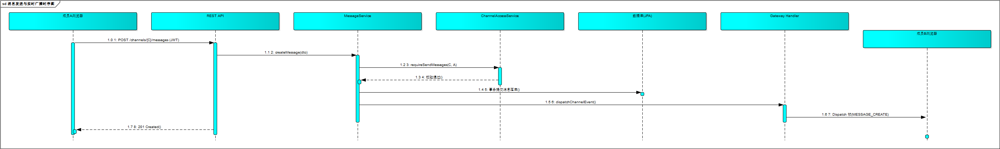 sd 消息发送与实时广播时序图
成员A浏览器
REST API
MessageService
ChannelAccessService
数据库(JPA)
Gateway Handler
成员B浏览器
1.0 1: POST /channels/{C}/messages (JWT)
1.1 2: createMessage(dto)
1.2 3: requireSendMessages(C, A)
1.3 4: 校验通过()
1.4 5: 事务提交消息落库()
1.5 6: dispatchChannelEvent()
1.6 7: Dispatch 帧(MESSAGE_CREATE)
1.7 8: 201 Created()